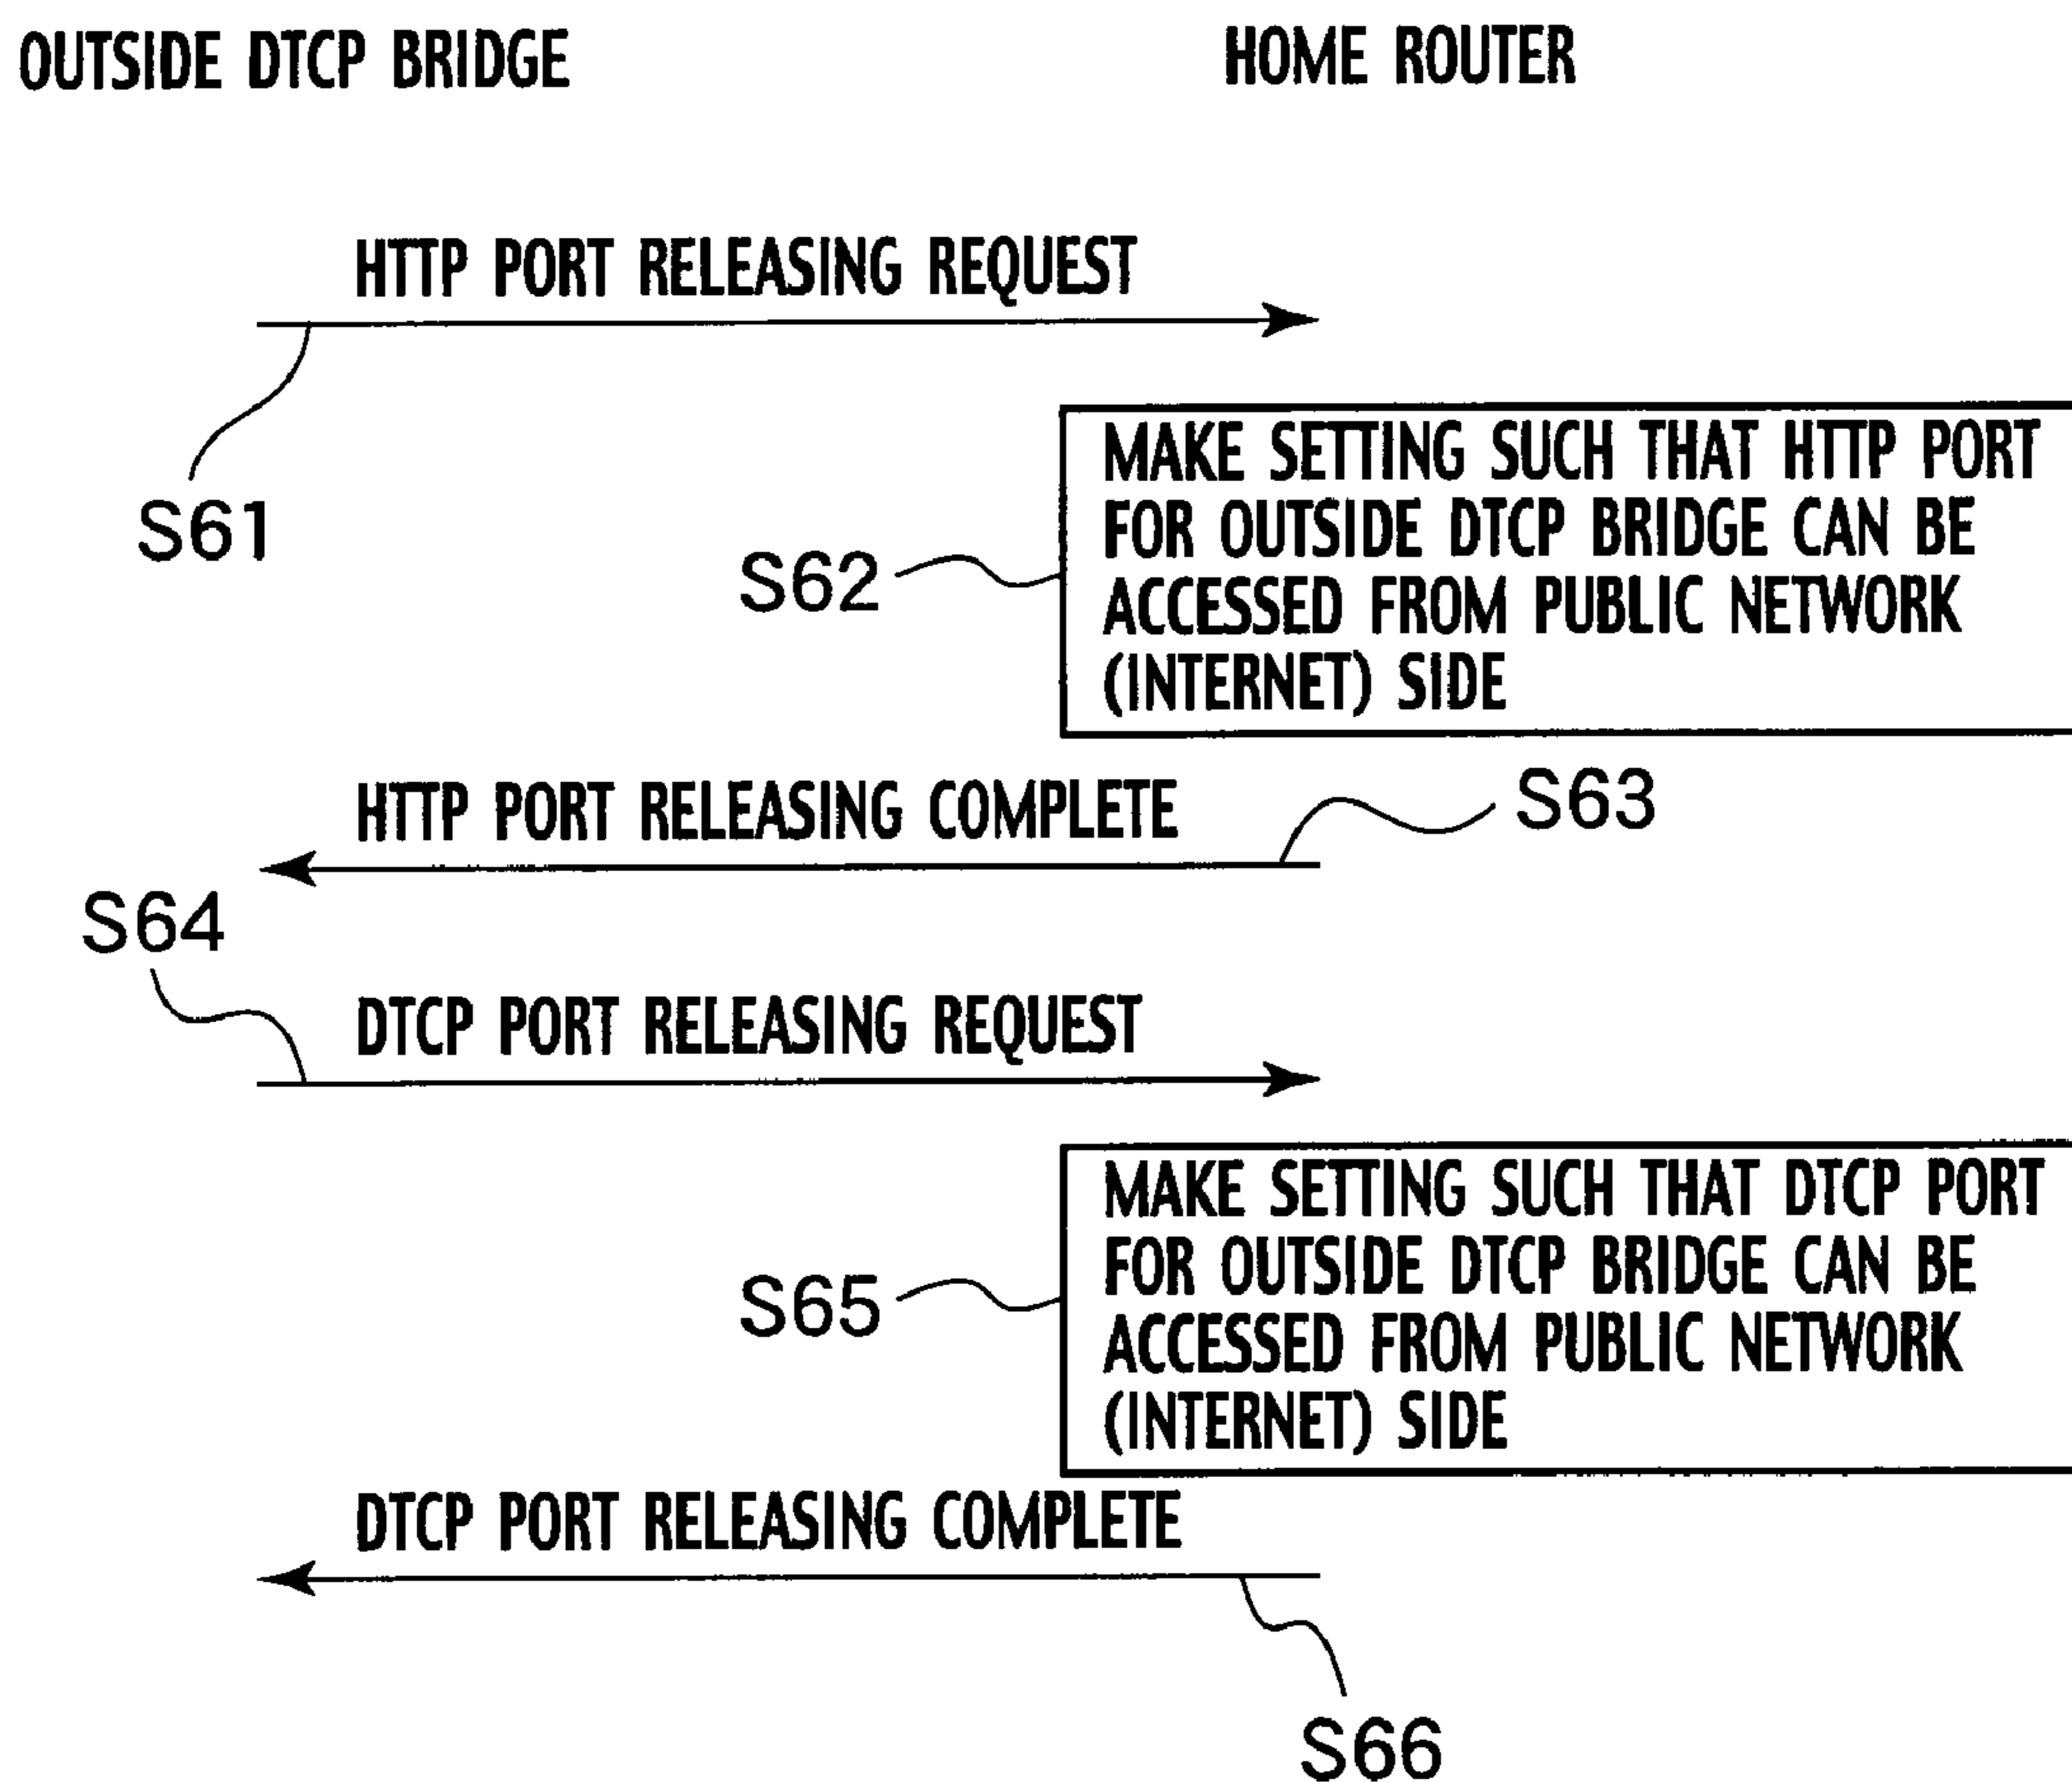 OUTSIDE DTCP BRIDGE
HOME ROUTER
HTTP PORT RELEASING REQUEST
S61
MAKE SETTING SUCH THAT HTTP PORT
FOR OUTSIDE DTCP BRIDGE CAN BE
ACCESSED FROM PUBLIC NETWORK
(INTERNET) SIDE
S62
HTTP PORT RELEASING COMPLETE
S63
S64
DTCP PORT RELEASING REQUEST
MAKE SETTING SUCH THAT DTCP PORT
FOR OUTSIDE DTCP BRIDGE CAN BE
ACCESSED FROM PUBLIC NETWORK
(INTERNET) SIDE
S65
DTCP PORT RELEASING COMPLETE
S66